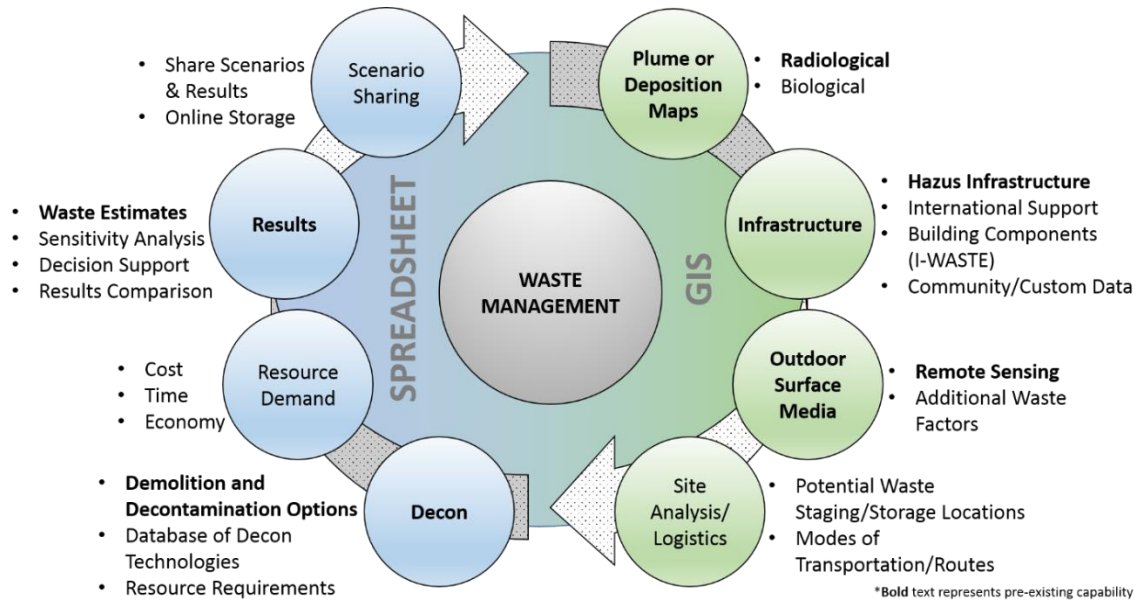 • Share Scenarios
& Results
• Online Storage
Scenario
Sharing
Plume or
Deposition
Maps
• Radiological
• Biological
• Waste Estimates
• Sensitivity Analysis
• Decision Support
• Results Comparison
Results
SPREADSHEET
WASTE
MANAGEMENT
GIS
Infrastructure
• Hazus Infrastructure
• International Support
• Building Components
(I-WASTE)
• Community/Custom Data
• Cost
• Time
• Economy
Resource
Demand
Outdoor
Surface
Media
• Remote Sensing
• Additional Waste
Factors
• Demolition and
Decontamination Options
• Database of Decon
Technologies
• Resource Requirements
Decon
Site
Analysis/
Logistics
• Potential Waste
Staging/Storage Locations
• Modes of
Transportation/Routes
*Bold text represents pre-existing capability